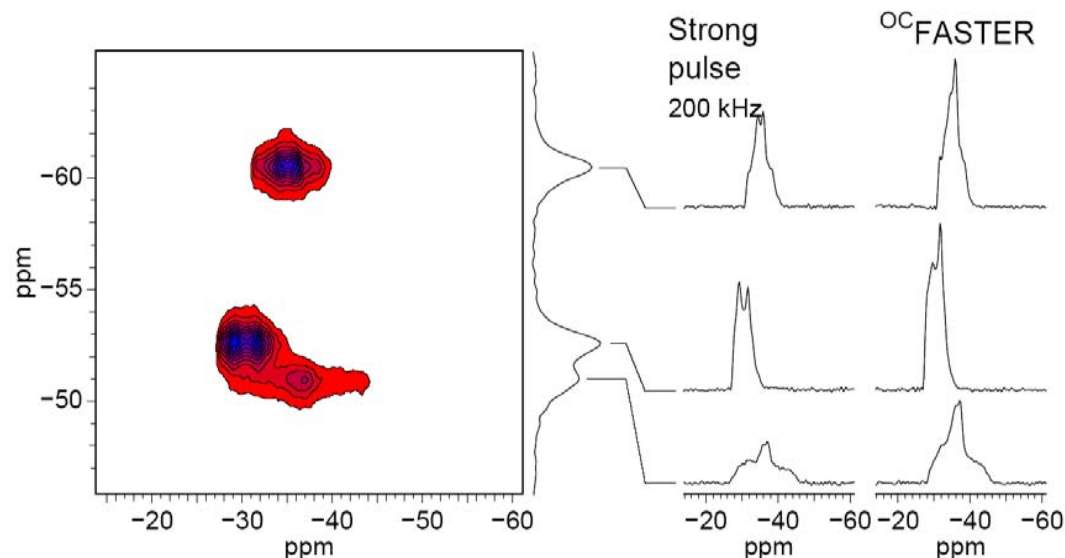 Strong
pulse
200 kHz
OCFASTER
−60
−55
−50
ppm
−20 −30 −40 −50 −60
ppm
−20 −40 −60
ppm
−20 −40 −60
ppm